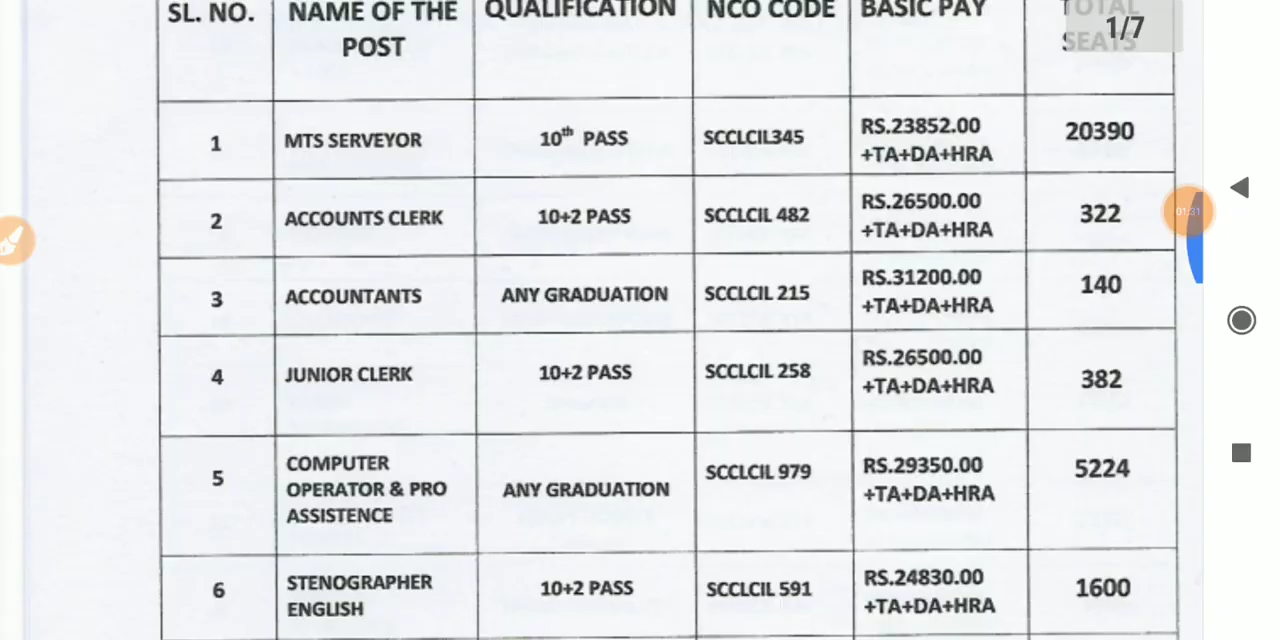 SL. NO. NAME OF THE POST QUALIFICATION NCO CODE BASIC PAY TOTAL SEATS
1/7
1 MTS SERVEYOR 10th PASS SCCLCIL345 RS.23852.00 +TA+DA+HRA 20390
2 ACCOUNTS CLERK 10+2 PASS SCCLCIL 482 RS.26500.00 +TA+DA+HRA 322
3 ACCOUNTANTS ANY GRADUATION SCCLCIL 215 RS.31200.00 +TA+DA+HRA 140
4 JUNIOR CLERK 10+2 PASS SCCLCIL 258 RS.26500.00 +TA+DA+HRA 382
5 COMPUTER OPERATOR & PRO ASSISTENCE ANY GRADUATION SCCLCIL 979 RS.29350.00 +TA+DA+HRA 5224
6 STENOGRAPHER ENGLISH 10+2 PASS SCCLCIL 591 RS.24830.00 +TA+DA+HRA 1600
01:31